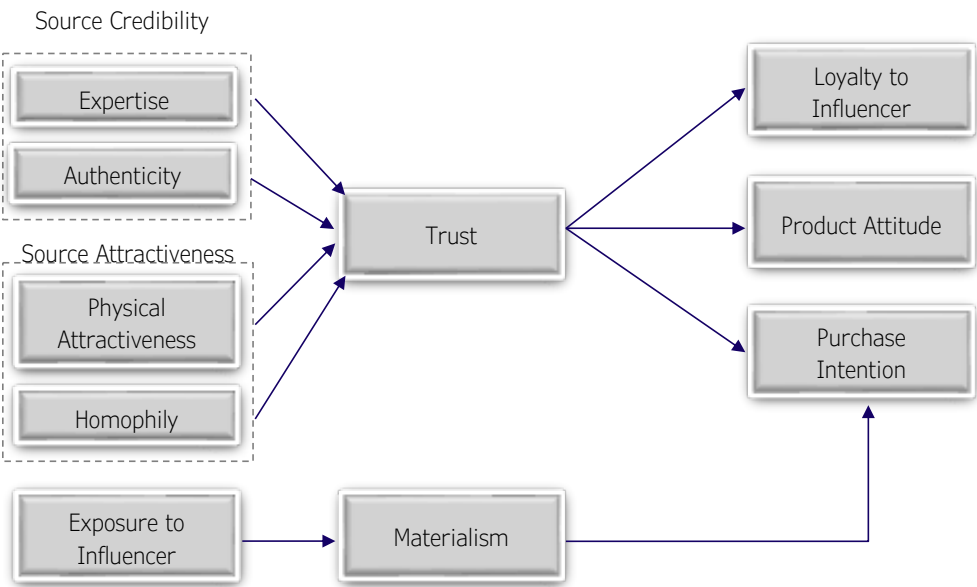 Source Credibility
Expertise
Authenticity
Source Attractiveness
Physical
Attractiveness
Homophily
Exposure to
Influencer
Trust
Materialism
Loyalty to
Influencer
Product Attitude
Purchase
Intention